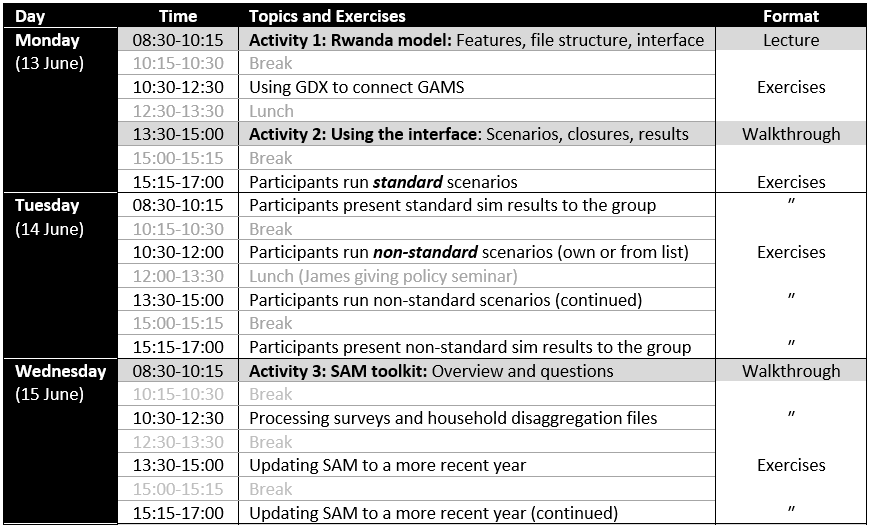 Day Time Topics and Exercises Format
Monday 08:30-10:15 Activity 1: Rwanda model: Features, file structure, interface Lecture
(13 June) 10:15-10:30 Break
10:30-12:30 Using GDX to connect GAMS Exercises
12:30-13:30 Lunch
13:30-15:00 Activity 2: Using the interface: Scenarios, closures, results Walkthrough
15:00-15:15 Break
15:15-17:00 Participants run standard scenarios Exercises
Tuesday 08:30-10:15 Participants present standard sim results to the group ″
(14 June) 10:15-10:30 Break
10:30-12:00 Participants run non-standard scenarios (own or from list) Exercises
12:00-13:30 Lunch (James giving policy seminar)
13:30-15:00 Participants run non-standard scenarios (continued) ″
15:00-15:15 Break
15:15-17:00 Participants present non-standard sim results to the group ″
Wednesday 08:30-10:15 Activity 3: SAM toolkit: Overview and questions Walkthrough
(15 June) 10:15-10:30 Break
10:30-12:30 Processing surveys and household disaggregation files ″
12:30-13:30 Break
13:30-15:00 Updating SAM to a more recent year Exercises
15:00-15:15 Break
15:15-17:00 Updating SAM to a more recent year (continued) ″